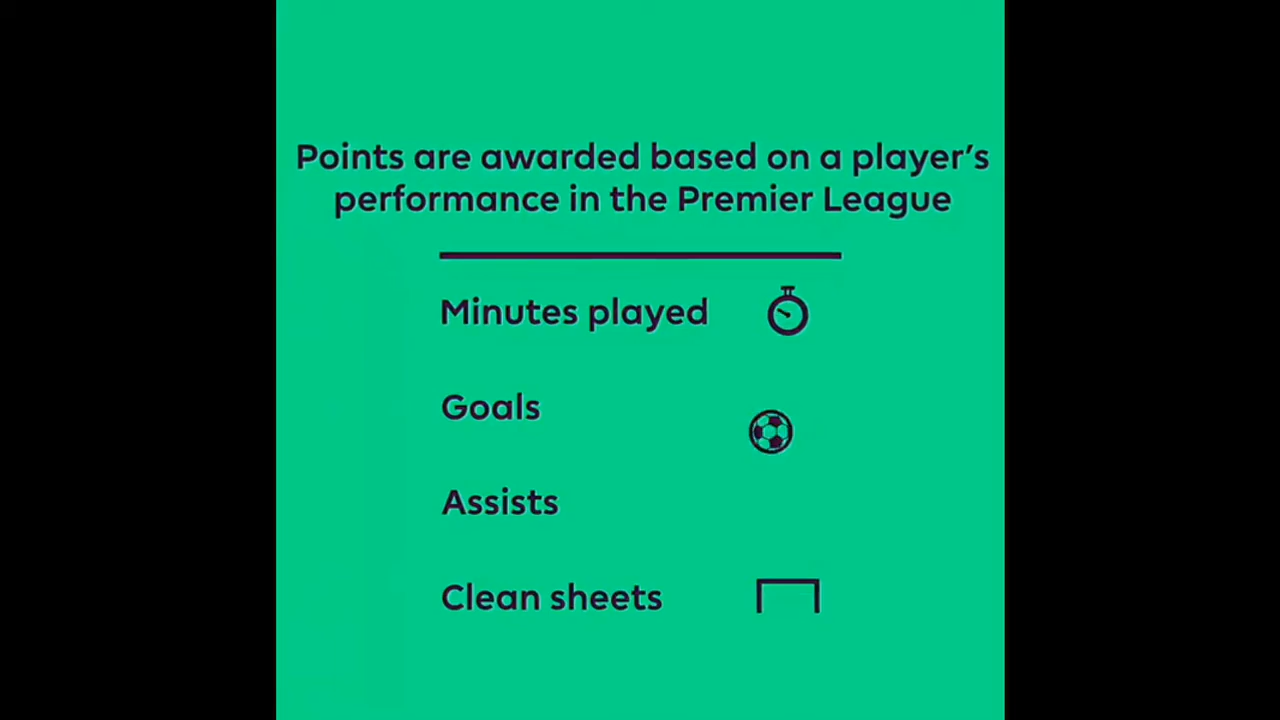 Points are awarded based on a player’s
performance in the Premier League
Minutes played
Goals
Assists
Clean sheets